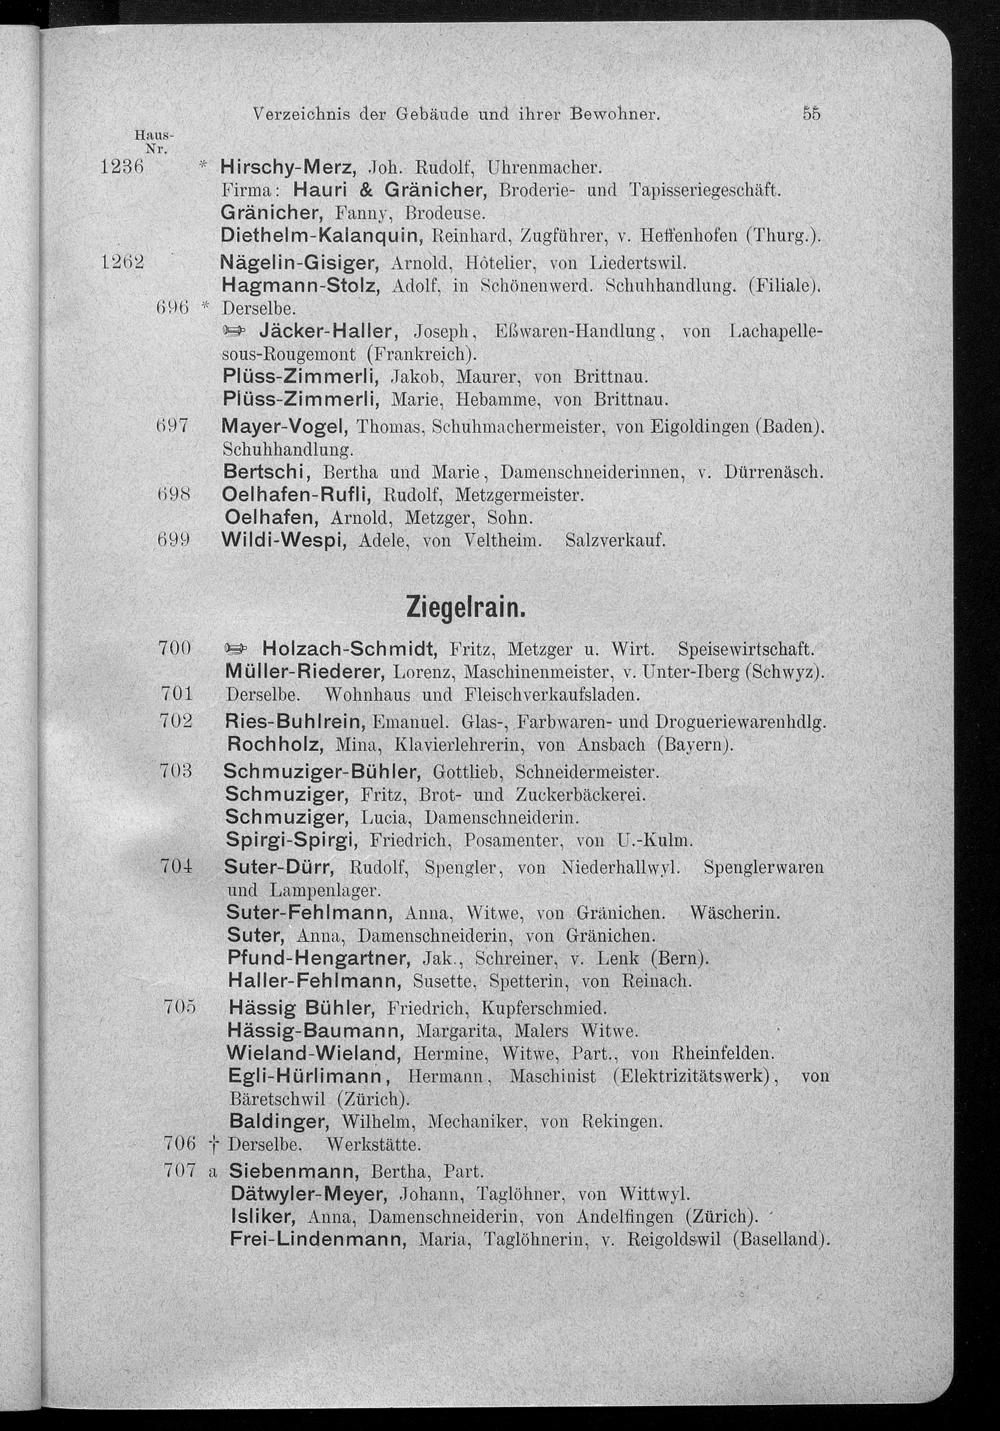 Verzeichnis der Gebäude und ihrer Bewohner. 55
Haus-
Nr.
1236 * Hirschy-Merz, Joh. Rudolf, Uhrenmacher.
Firma: Hauri & Gränicher, Broderie- und Tapisseriegeschäft.
Gränicher, Fanny, Brodeuse.
Diethelm-Kalanquin, Reinhard, Zugführer, v. Heffenhofen (Thurg.).
1262 Nägelin-Gisiger, Arnold, Hôtelier, von Liedertswil.
Hagmann-Stolz, Adolf, in Schönenwerd. Schuhhandlung. (Filiale).
696 * Derselbe.
Jäcker-Haller, Joseph, Eßwaren-Handlung, von Lachapelle-
sous-Rougemont (Frankreich).
Plüss-Zimmerli, Jakob, Maurer, von Brittnau.
Plüss-Zimmerli, Marie, Hebamme, von Brittnau.
697 Mayer-Vogel, Thomas, Schuhmachermeister, von Eigoldingen (Baden).
Schuhhandlung.
Bertschi, Bertha und Marie, Damenschneiderinnen, v. Dürrenäsch.
698 Oelhafen-Rufli, Rudolf, Metzgermeister.
Oelhafen, Arnold, Metzger, Sohn.
699 Wildi-Wespi, Adele, von Veltheim. Salzverkauf.
Ziegelrain.
700 Holzach-Schmidt, Fritz, Metzger u. Wirt. Speisewirtschaft.
Müller-Riederer, Lorenz, Maschinenmeister, v. Unter-Iberg (Schwyz).
701 Derselbe. Wohnhaus und Fleischverkaufsladen.
702 Ries-Buhlrein, Emanuel. Glas-, Farbwaren- und Drogueriewarenhdlg.
Rochholz, Mina, Klavierlehrerin, von Ansbach (Bayern).
703 Schmuziger-Bühler, Gottlieb, Schneidermeister.
Schmuziger, Fritz, Brot- und Zuckerbäckerei.
Schmuziger, Lucia, Damenschneiderin.
Spirgi-Spirgi, Friedrich, Posamenter, von U.-Kulm.
704 Suter-Dürr, Rudolf, Spengler, von Niederhallwyl. Spenglerwaren
und Lampenlager.
Suter-Fehlmann, Anna, Witwe, von Gränichen. Wäscherin.
Suter, Anna, Damenschneiderin, von Gränichen.
Pfund-Hengartner, Jak., Schreiner, v. Lenk (Bern).
Haller-Fehlmann, Susette, Spetterin, von Reinach.
705 Hässig Bühler, Friedrich, Kupferschmied.
Hässig-Baumann, Margarita, Malers Witwe.
Wieland-Wieland, Hermine, Witwe, Part., von Rheinfelden.
Egli-Hürlimann, Hermann, Maschinist (Elektrizitätswerk), von
Bäretschwil (Zürich).
Baldinger, Wilhelm, Mechaniker, von Rekingen.
706 † Derselbe. Werkstätte.
707 a Siebenmann, Bertha, Part.
Dätwyler-Meyer, Johann, Taglöhner, von Wittwyl.
Isliker, Anna, Damenschneiderin, von Andelfingen (Zürich).
Frei-Lindenmann, Maria, Taglöhnerin, v. Reigoldswil (Baselland).